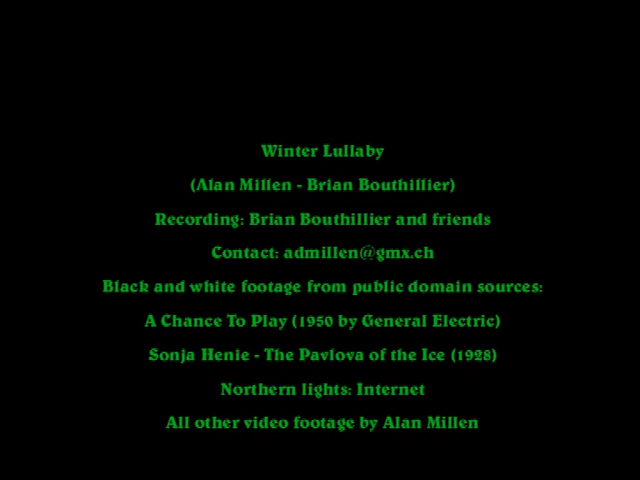 Winter Lullaby
(Alan Millen - Brian Bouthillier)
Recording: Brian Bouthillier and friends
Contact: admillen@gmx.ch
Black and white footage from public domain sources:
A Chance To Play (1950 by General Electric)
Sonja Henie - The Pavlova of the Ice (1928)
Northern lights: Internet
All other video footage by Alan Millen